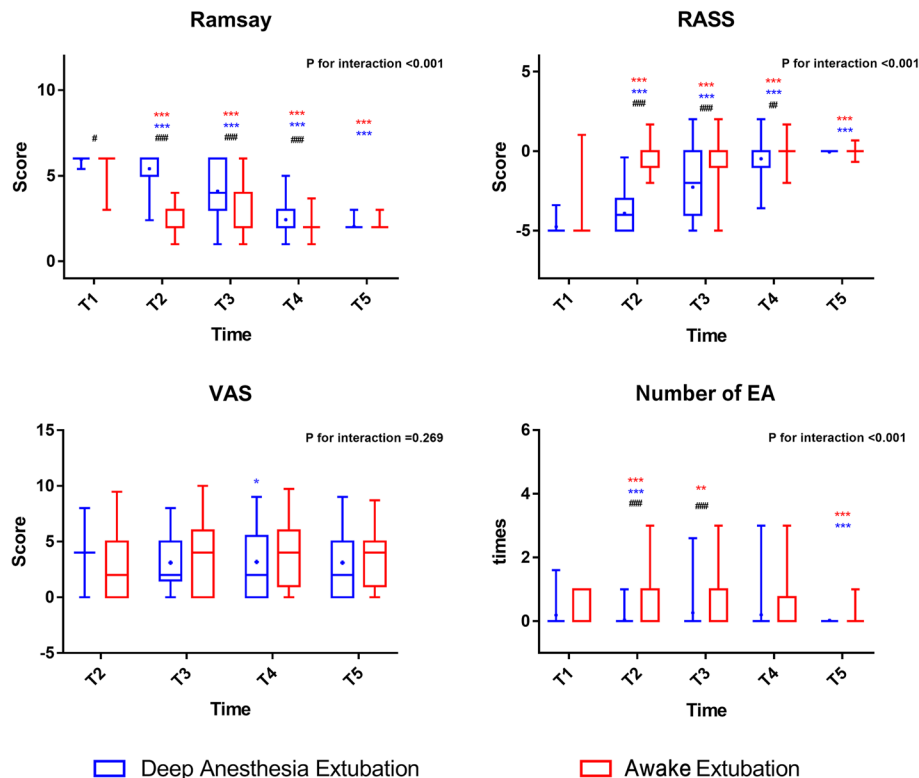 Ramsay
P for interaction <0.001
10
5
0
Score
#
***
***
###
***
***
###
***
***
###
***
***
T1
T2
T3
T4
T5
Time
RASS
P for interaction <0.001
5
0
-5
Score
***
***
###
***
***
###
***
***
##
***
***
T1
T2
T3
T4
T5
Time
VAS
P for interaction =0.269
15
10
5
0
-5
Score
*
T2
T3
T4
T5
Time
Number of EA
P for interaction <0.001
6
4
2
0
times
***
***
###
**
###
***
***
T1
T2
T3
T4
T5
Time
Deep Anesthesia Extubation
Awake Extubation